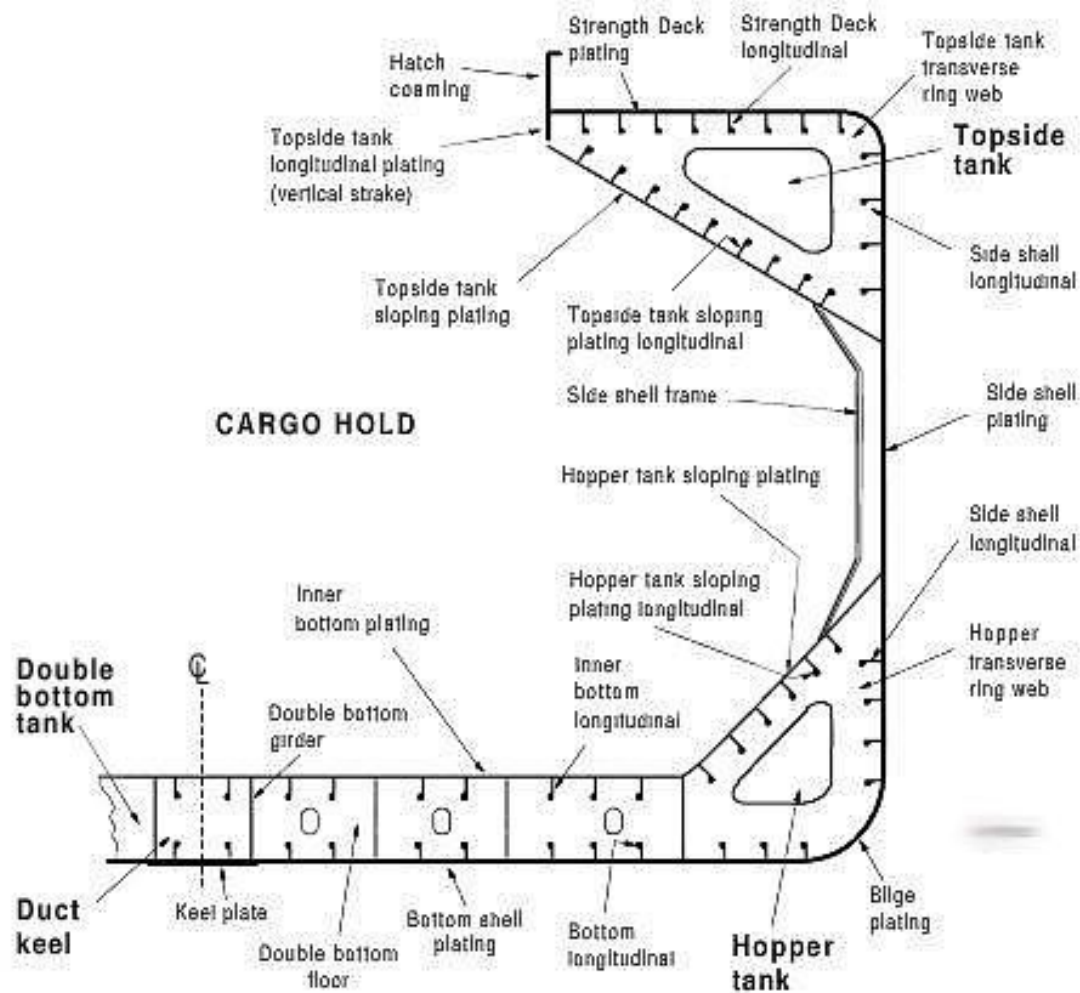 Strength Deck
plating
Strength Deck
longitudinal
Topside tank
transverse
ring web
Hatch
coaming
Topside tank
longitudinal plating
(vertical strake)
Topside
tank
Side shell
longitudinal
Topside tank
sloping plating
Topside tank sloping
plating longitudinal
Side shell frame
Side shell
plating
CARGO HOLD
Hopper tank sloping plating
Side shell
longitudinal
Hopper tank sloping
plating longitudinal
Inner
bottom plating
Hopper
transverse
ring web
Double
bottom
tank
℄
Inner
bottom
longitudinal
Double bottom
girder
Duct
keel
Keel plate
Double bottom
floor
Bottom shell
plating
Bottom
longitudinal
Hopper
tank
Bilge
plating